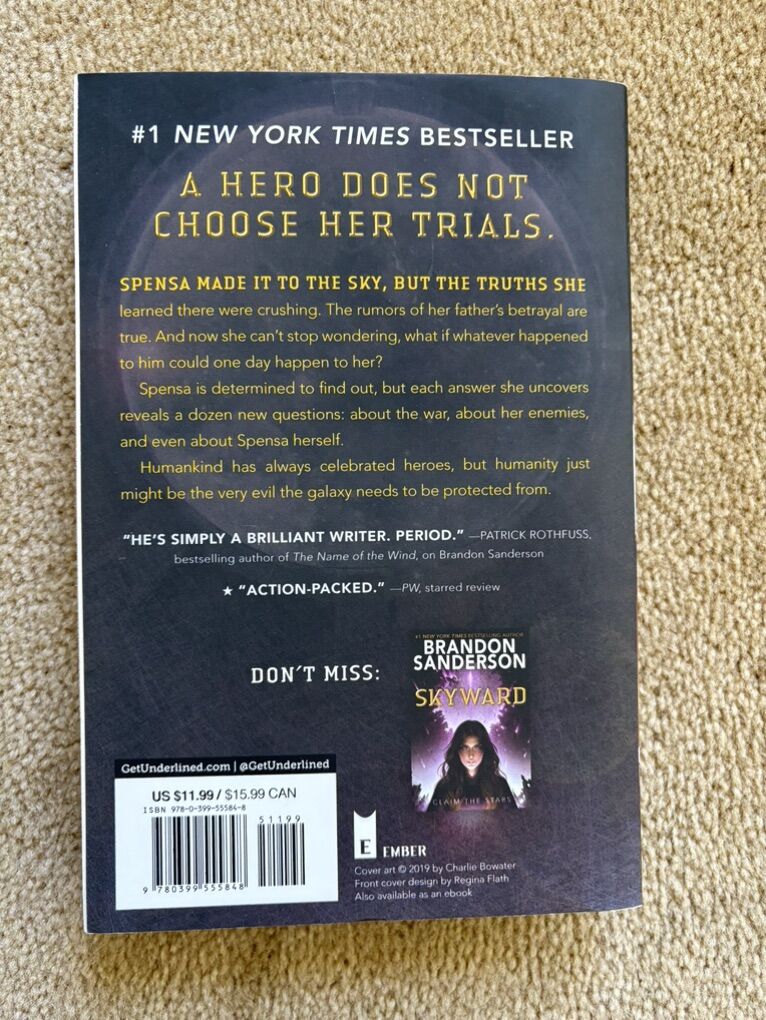 #1 NEW YORK TIMES BESTSELLER
A HERO DOES NOT
CHOOSE HER TRIALS.
SPENSA MADE IT TO THE SKY, BUT THE TRUTHS SHE
learned there were crushing. The rumors of her father's betrayal are
true. And now she can't stop wondering, what if whatever happened
to him could one day happen to her?
Spensa is determined to find out, but each answer she uncovers
reveals a dozen new questions: about the war, about her enemies,
and even about Spensa herself.
Humankind has always celebrated heroes, but humanity just
might be the very evil the galaxy needs to be protected from.
"HE'S SIMPLY A BRILLIANT WRITER. PERIOD." —PATRICK ROTHFUSS,
bestselling author of The Name of the Wind, on Brandon Sanderson
★ "ACTION-PACKED." —PW, starred review
DON'T MISS:
#1 NEW YORK TIMES BESTSELLING AUTHOR
BRANDON
SANDERSON
SKYWARD
CLAIM THE STARS
GetUnderlined.com | @GetUnderlined
US $11.99 / $15.99 CAN
ISBN 978-0-399-55584-8
51199
9 780399 555848
E EMBER
Cover art © 2019 by Charlie Bowater
Front cover design by Regina Flath
Also available as an ebook